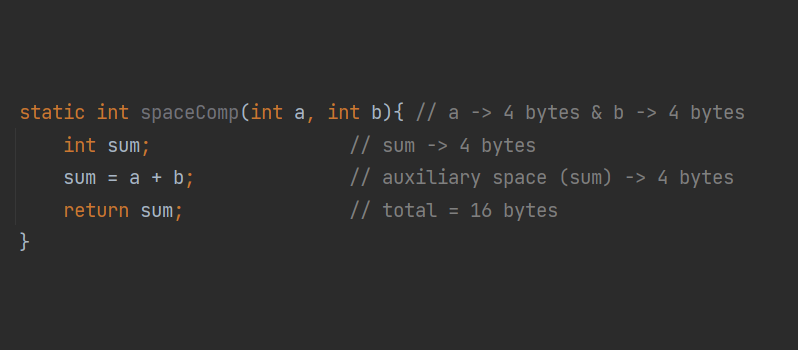 static int spaceComp(int a, int b){ // a -> 4 bytes & b -> 4 bytes
    int sum;                  // sum -> 4 bytes
    sum = a + b;              // auxiliary space (sum) -> 4 bytes
    return sum;               // total = 16 bytes
}